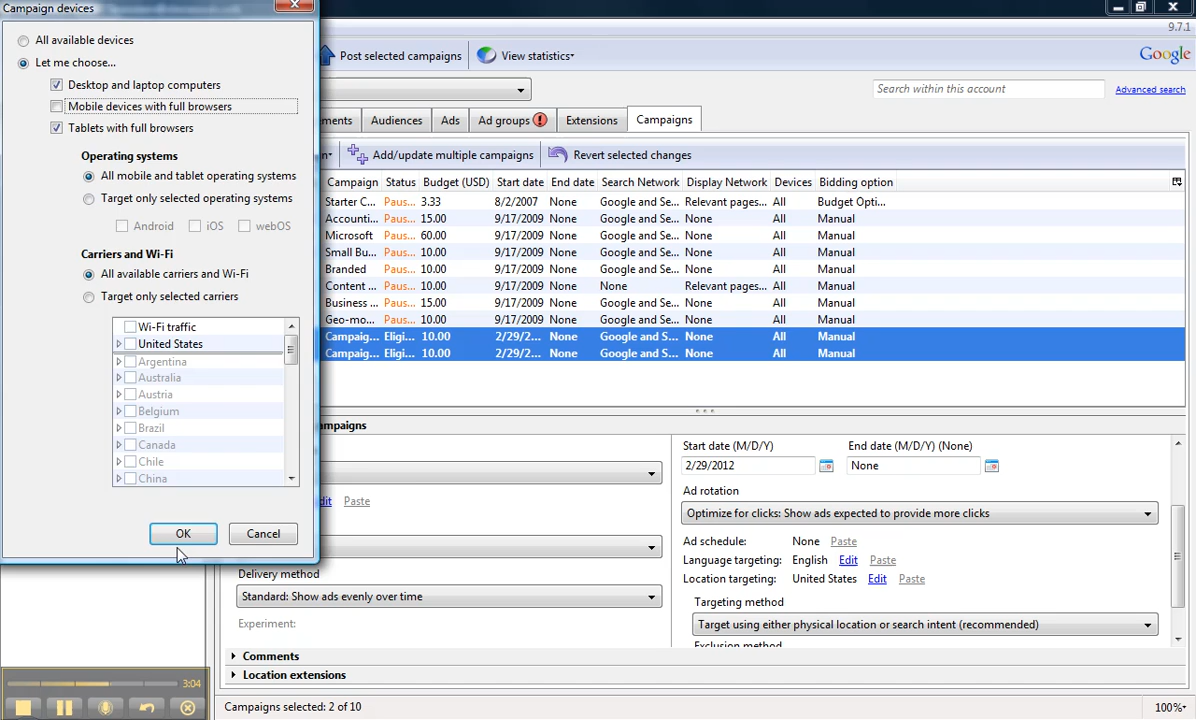 Campaign devices
All available devices
Let me choose...
Desktop and laptop computers
Mobile devices with full browsers
Tablets with full browsers
Operating systems
All mobile and tablet operating systems
Target only selected operating systems
Android iOS webOS
Carriers and Wi-Fi
All available carriers and Wi-Fi
Target only selected carriers
Wi-Fi traffic
United States
Argentina
Australia
Austria
Belgium
Brazil
Canada
Chile
China
OK Cancel
9.7.1
Post selected campaigns View statistics
Google
Search within this account Advanced search
ments Audiences Ads Ad groups Extensions Campaigns
Add/update multiple campaigns Revert selected changes
Campaign Status Budget (USD) Start date End date Search Network Display Network Devices Bidding option
Starter C... Paus... 3.33 8/2/2007 None Google and Se... Relevant pages... All Budget Opti...
Accounti... Paus... 15.00 9/17/2009 None Google and Se... None All Manual
Microsoft Paus... 60.00 9/17/2009 None Google and Se... None All Manual
Small Bu... Paus... 10.00 9/17/2009 None Google and Se... None All Manual
Branded Paus... 10.00 9/17/2009 None Google and Se... None All Manual
Content ... Paus... 10.00 9/17/2009 None None Relevant pages... All Manual
Business ... Paus... 15.00 9/17/2009 None Google and Se... None All Manual
Geo-mo... Paus... 10.00 9/17/2009 None Google and Se... None All Manual
Campaig... Eligi... 10.00 2/29/2... None Google and S... None All Manual
Campaig... Eligi... 10.00 2/29/2... None Google and S... None All Manual
mpaigns
dit Paste
Delivery method
Standard: Show ads evenly over time
Experiment:
Start date (M/D/Y) End date (M/D/Y) (None)
2/29/2012 None
Ad rotation
Optimize for clicks: Show ads expected to provide more clicks
Ad schedule: None Paste
Language targeting: English Edit Paste
Location targeting: United States Edit Paste
Targeting method
Target using either physical location or search intent (recommended)
Exclusion method
Comments
Location extensions
3:04
Campaigns selected: 2 of 10 100%